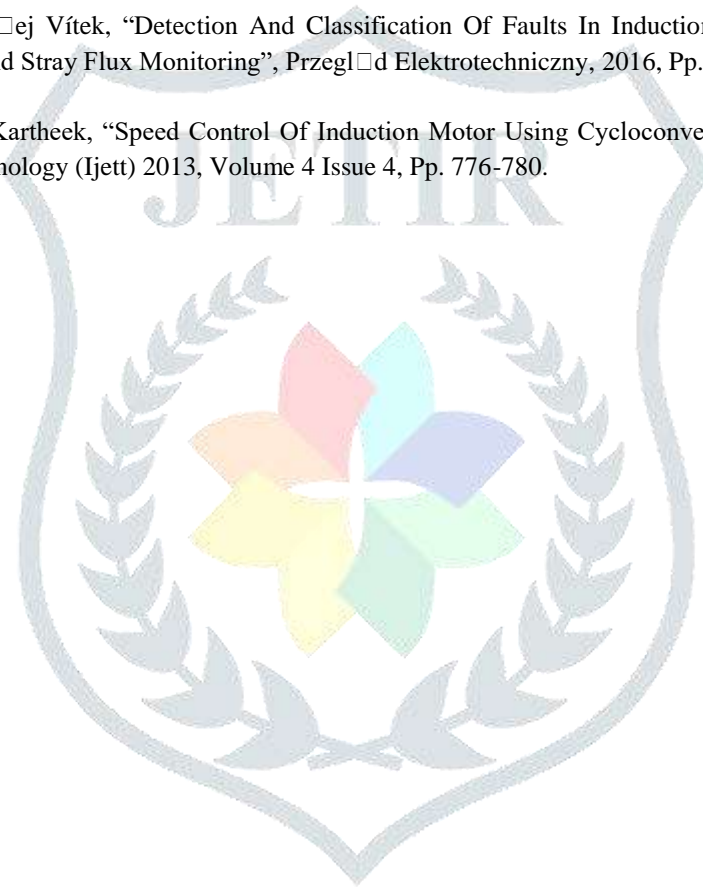 □ej Vítek, “Detection And Classification Of Faults In Induction
d Stray Flux Monitoring”, Przegl□d Elektrotechniczny, 2016, Pp.
Kartheek, “Speed Control Of Induction Motor Using Cycloconve
nology (Ijett) 2013, Volume 4 Issue 4, Pp. 776-780.
JETIR